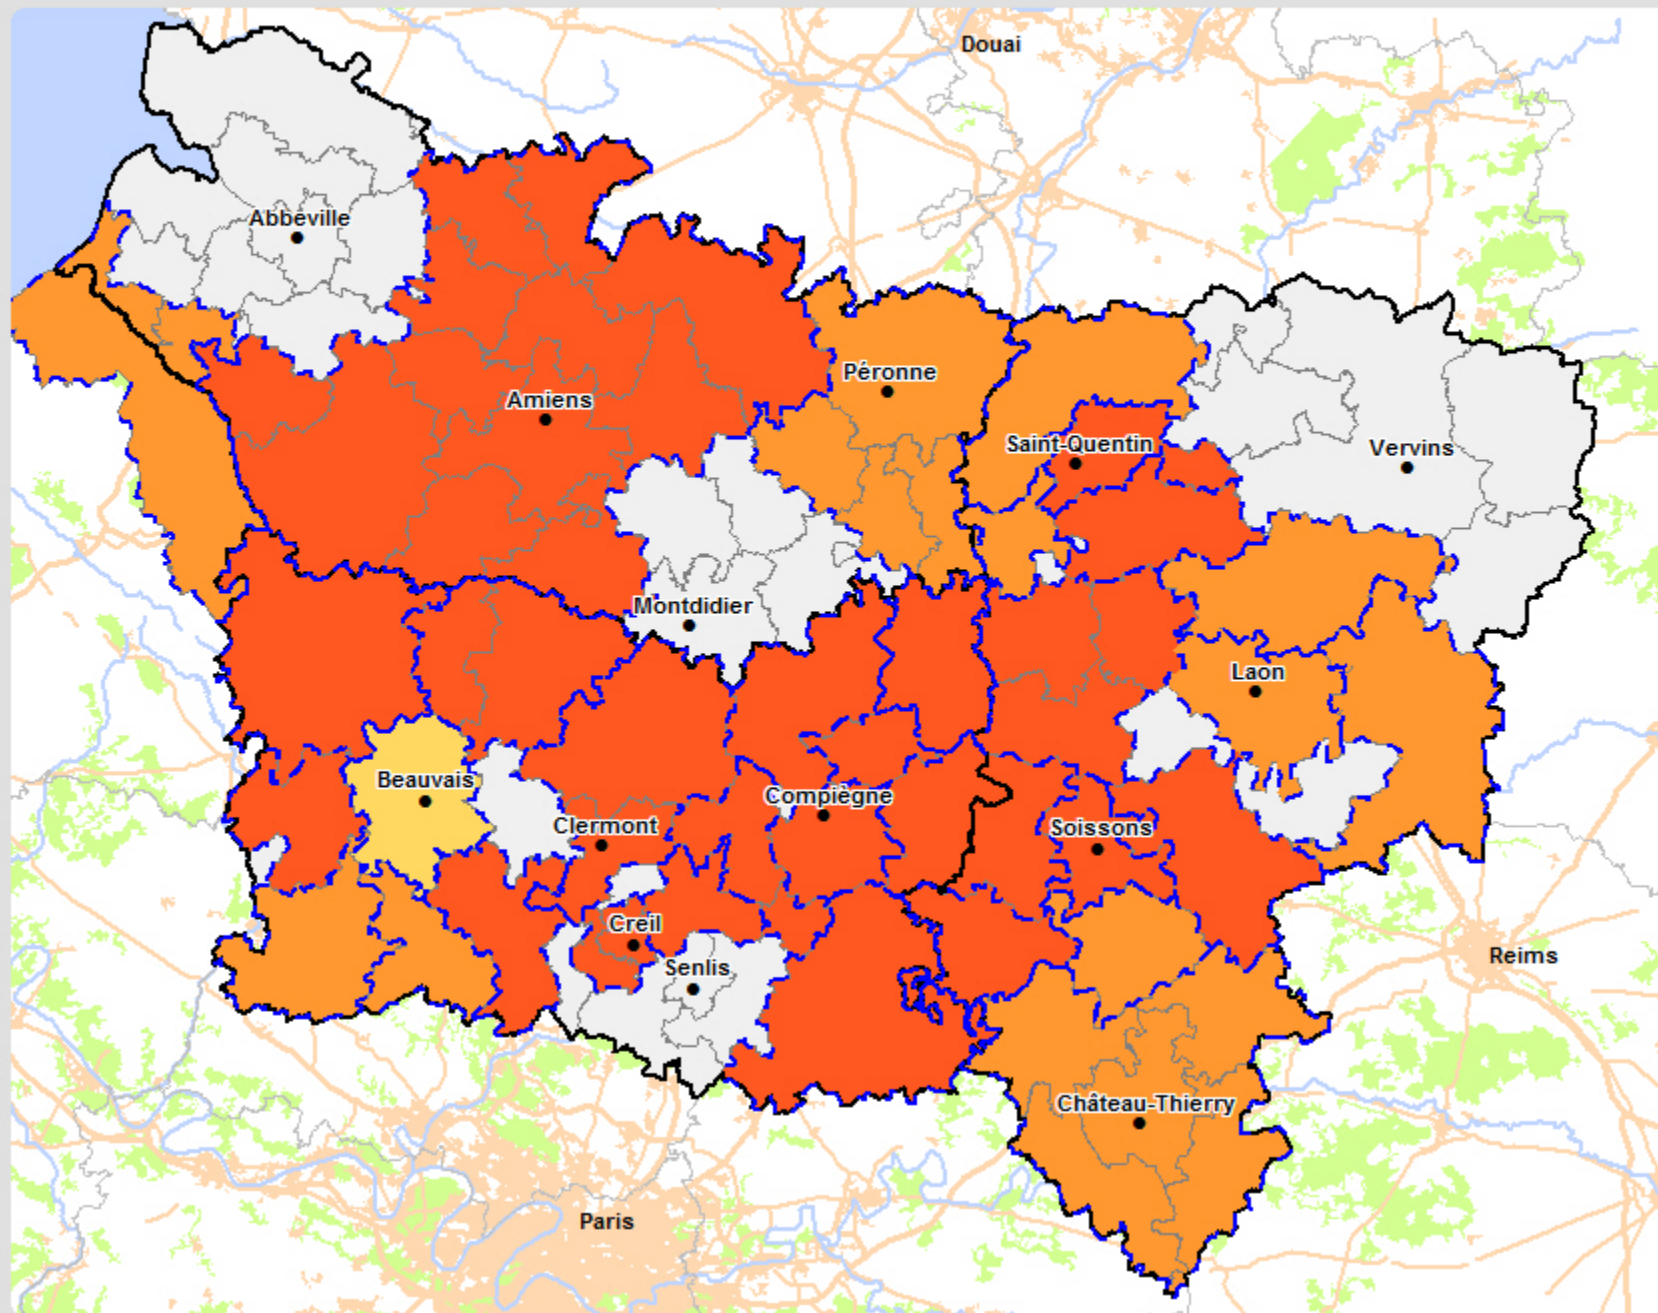 Douai
Abbeville
Péronne
Amiens
Saint-Quentin
Vervins
Montdidier
Laon
Beauvais
Compiègne
Clermont
Soissons
Creil
Senlis
Reims
Château-Thierry
Paris